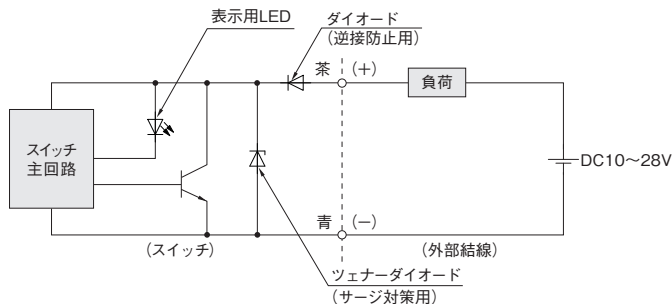 表示用LED
ダイオード
(逆接防止用)
茶
(+)
負荷
スイッチ
主回路
DC10～28V
青
(−)
(スイッチ)
(外部結線)
ツェナーダイオード
(サージ対策用)